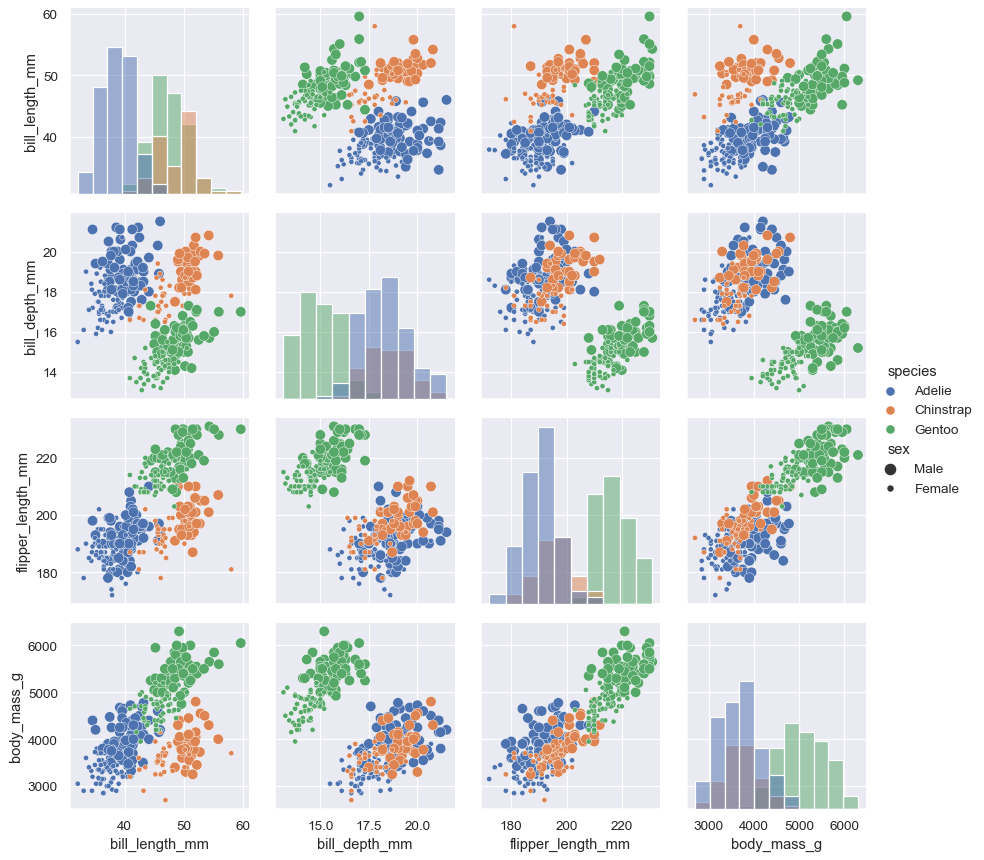 60
50
40
bill_length_mm
20
18
16
14
bill_depth_mm
220
200
180
flipper_length_mm
6000
5000
4000
3000
body_mass_g
40 50 60
bill_length_mm
15.0 17.5 20.0
bill_depth_mm
180 200 220
flipper_length_mm
3000 4000 5000 6000
body_mass_g
species
Adelie
Chinstrap
Gentoo
sex
Male
Female